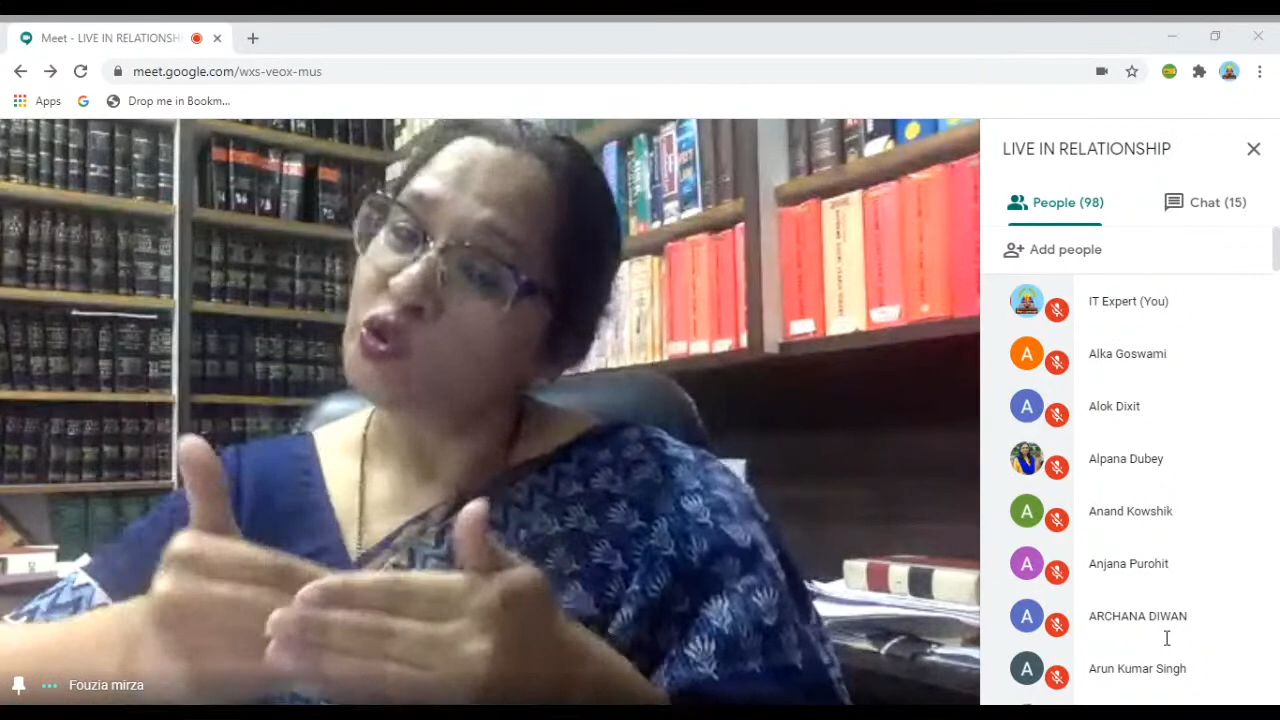 Meet - LIVE IN RELATIONSH
meet.google.com/wxs-veox-mus
Apps
Drop me in Bookm...
LIVE IN RELATIONSHIP
People (98)
Chat (15)
Add people
IT Expert (You)
A
Alka Goswami
A
Alok Dixit
Alpana Dubey
A
Anand Kowshik
A
Anjana Purohit
A
ARCHANA DIWAN
A
Arun Kumar Singh
Fouzia mirza